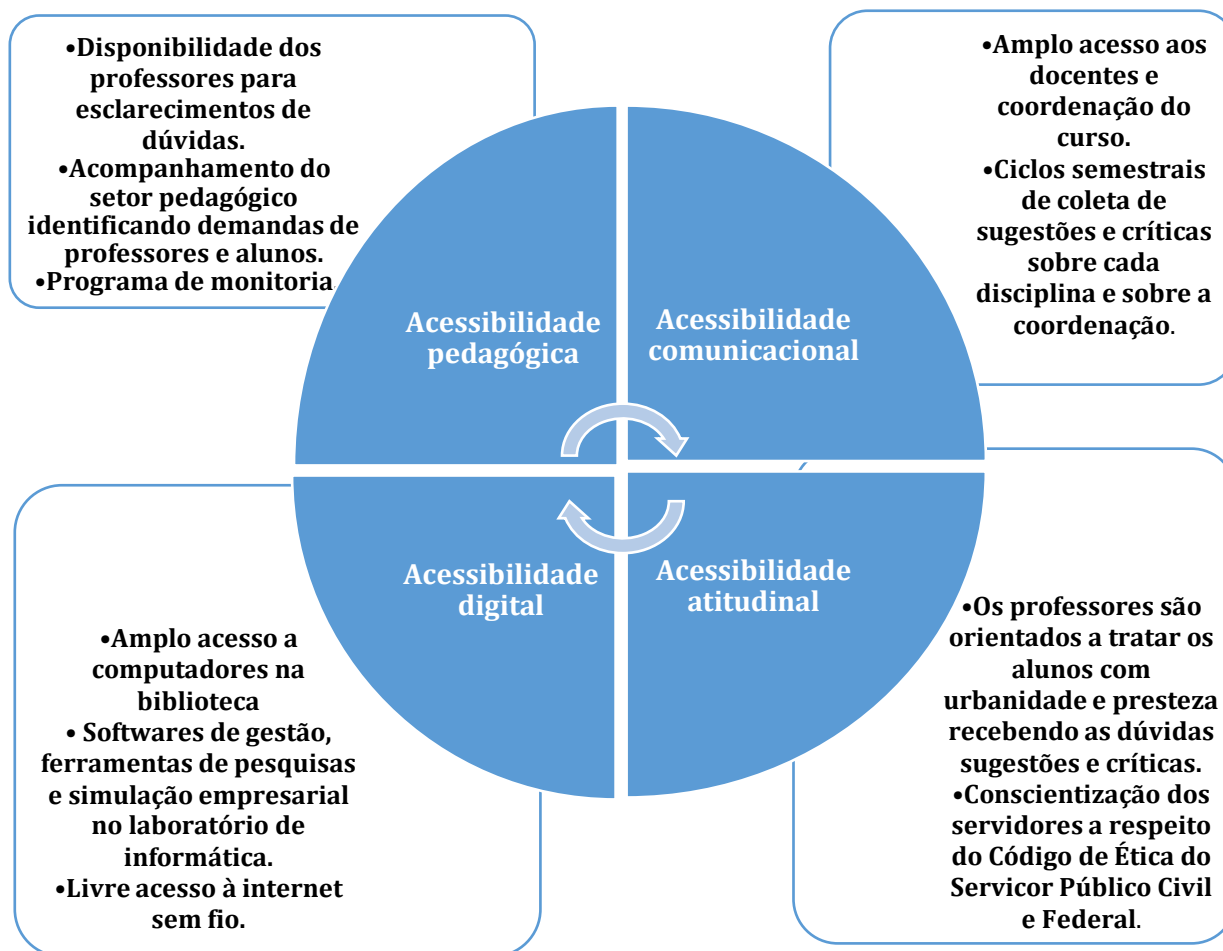 •Disponibilidade dos
professores para
esclarecimentos de
dúvidas.
•Acompanhamento do
setor pedagógico
identificando demandas de
professores e alunos.
•Programa de monitoria.
•Amplo acesso aos
docentes e
coordenação do
curso.
•Ciclos semestrais
de coleta de
sugestões e críticas
sobre cada
disciplina e sobre a
coordenação.
Acessibilidade
pedagógica
Acessibilidade
comunicacional
Acessibilidade
digital
Acessibilidade
atitudinal
•Amplo acesso a
computadores na
biblioteca
• Softwares de gestão,
ferramentas de pesquisas
e simulação empresarial
no laboratório de
informática.
•Livre acesso à internet
sem fio.
•Os professores são
orientados a tratar os
alunos com
urbanidade e presteza
recebendo as dúvidas
sugestões e críticas.
•Conscientização dos
servidores a respeito
do Código de Ética do
Servicor Público Civil
e Federal.